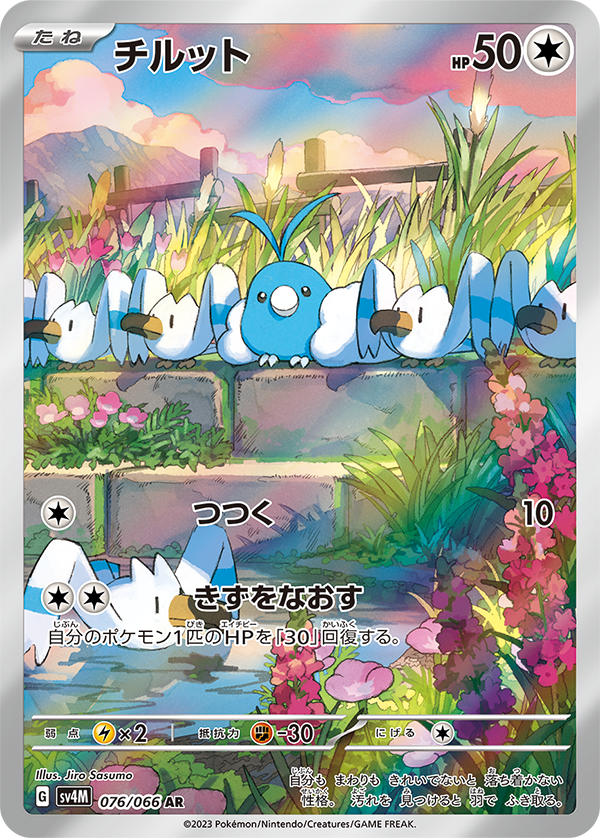 たね チルット HP50
つつく 10
きずをなおす
自分のポケモン1匹のHPを「30」回復する。
弱点 ×2 抵抗力 -30 にげる
Illus. Jiro Sasumo
G sv4M 076/066 AR
自分も まわりも きれいでないと 落ち着かない
性格。 汚れを 見つけると 羽で ふき取る。
©2023 Pokémon/Nintendo/Creatures/GAME FREAK.